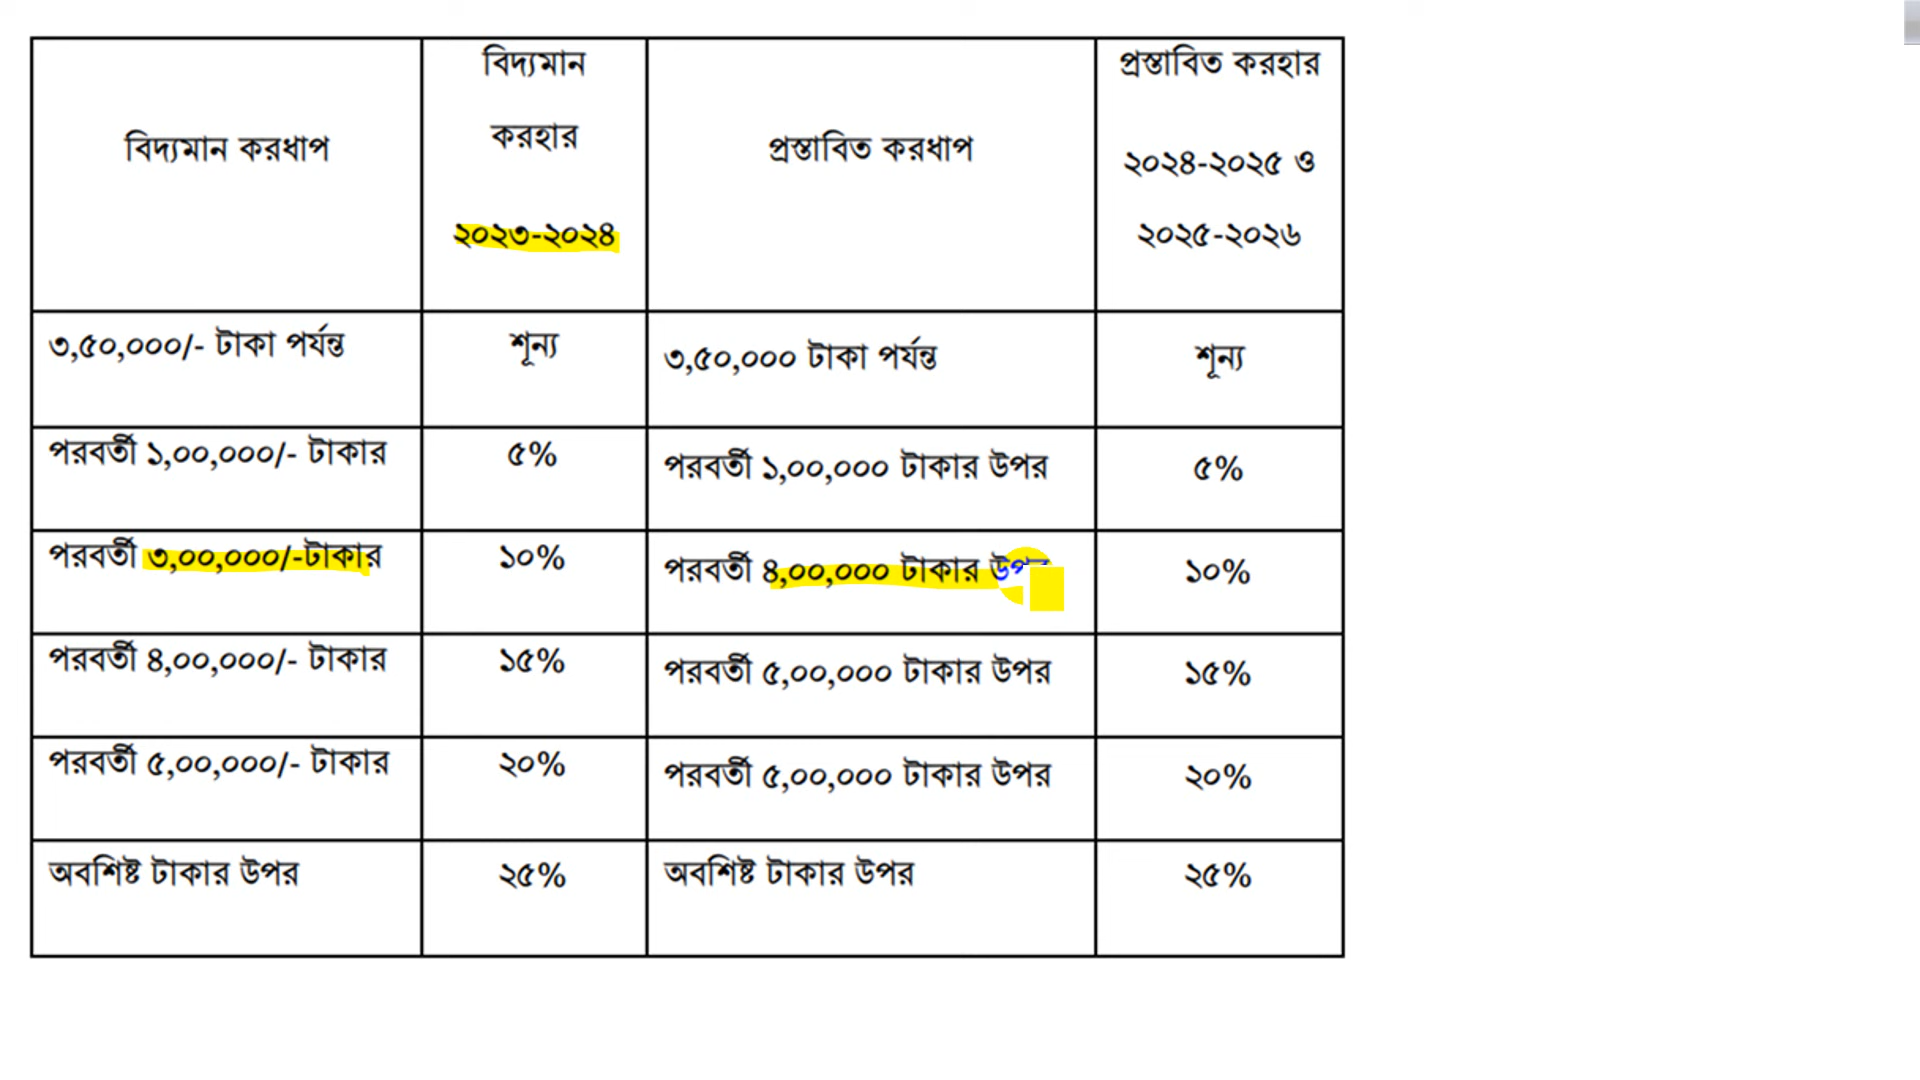 বিদ্যমান করধাপ
বিদ্যমান
করহার
২০২৩-২০২৪
প্রস্তাবিত করধাপ
প্রস্তাবিত করহার
২০২৪-২০২৫ ও
২০২৫-২০২৬
৩,৫০,০০০/- টাকা পর্যন্ত
শূন্য
৩,৫০,০০০ টাকা পর্যন্ত
শূন্য
পরবর্তী ১,০০,০০০/- টাকার
৫%
পরবর্তী ১,০০,০০০ টাকার উপর
৫%
পরবর্তী ৩,০০,০০০/-টাকার
১০%
পরবর্তী ৪,০০,০০০ টাকার উপর
১০%
পরবর্তী ৪,০০,০০০/- টাকার
১৫%
পরবর্তী ৫,০০,০০০ টাকার উপর
১৫%
পরবর্তী ৫,০০,০০০/- টাকার
২০%
পরবর্তী ৫,০০,০০০ টাকার উপর
২০%
অবশিষ্ট টাকার উপর
২৫%
অবশিষ্ট টাকার উপর
২৫%